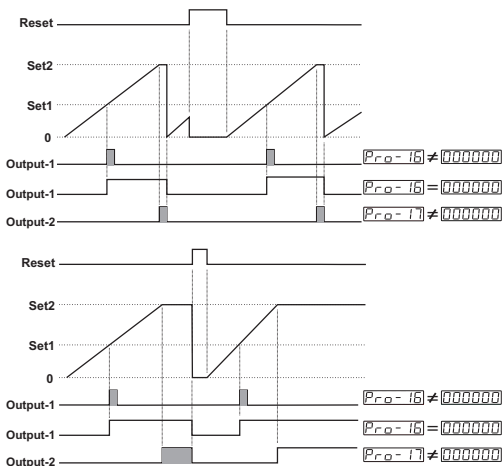 Reset
Set2
Set1
0
Output-1 Pro-16 ≠ 000000
Output-1 Pro-16 = 000000
Output-2 Pro-17 ≠ 000000
Reset
Set2
Set1
0
Output-1 Pro-16 ≠ 000000
Output-1 Pro-16 = 000000
Output-2 Pro-17 ≠ 000000